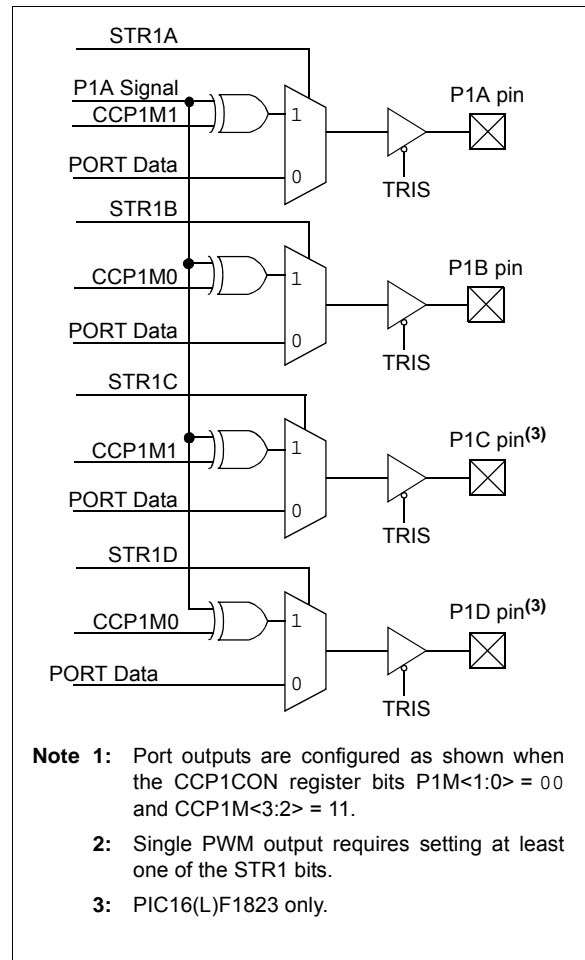 STR1A
P1A Signal
CCP1M1
1
P1A pin
PORT Data
0
TRIS
STR1B
CCP1M0
1
P1B pin
PORT Data
0
TRIS
STR1C
CCP1M1
1
P1C pin(3)
PORT Data
0
TRIS
STR1D
CCP1M0
1
P1D pin(3)
PORT Data
0
TRIS
Note 1: Port outputs are configured as shown when
the CCP1CON register bits P1M<1:0> = 00
and CCP1M<3:2> = 11.
2: Single PWM output requires setting at least
one of the STR1 bits.
3: PIC16(L)F1823 only.